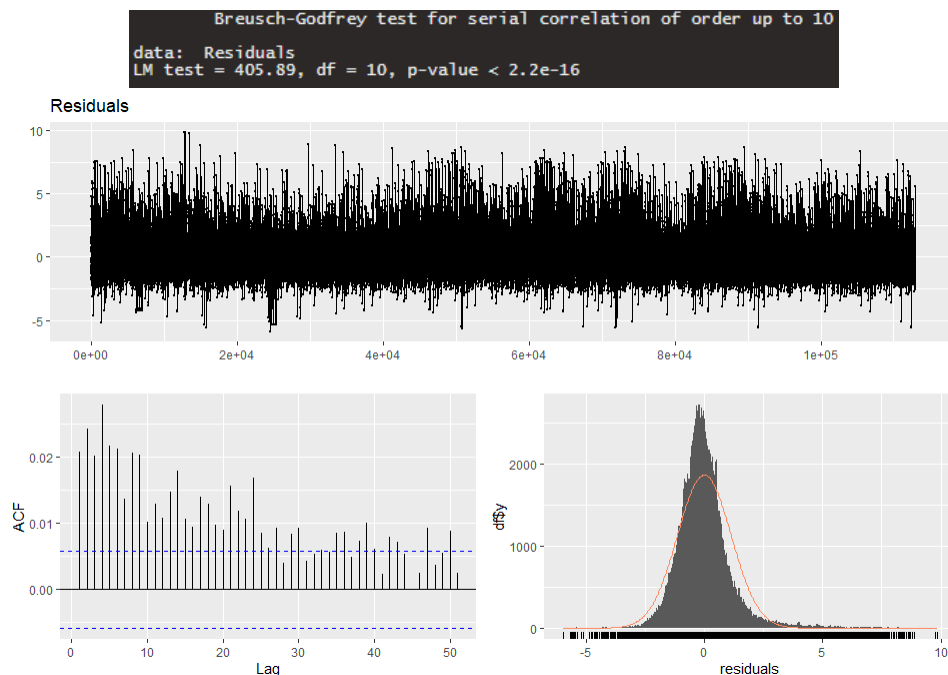 Breusch-Godfrey test for serial correlation of order up to 10
data: Residuals
LM test = 405.89, df = 10, p-value < 2.2e-16
Residuals
10
5
0
-5
0e+00 2e+04 4e+04 6e+04 8e+04 1e+05
ACF
0.02
0.01
0.00
0 10 20 30 40 50
Lag
df$y
2000
1000
0
-5 0 5 10
residuals